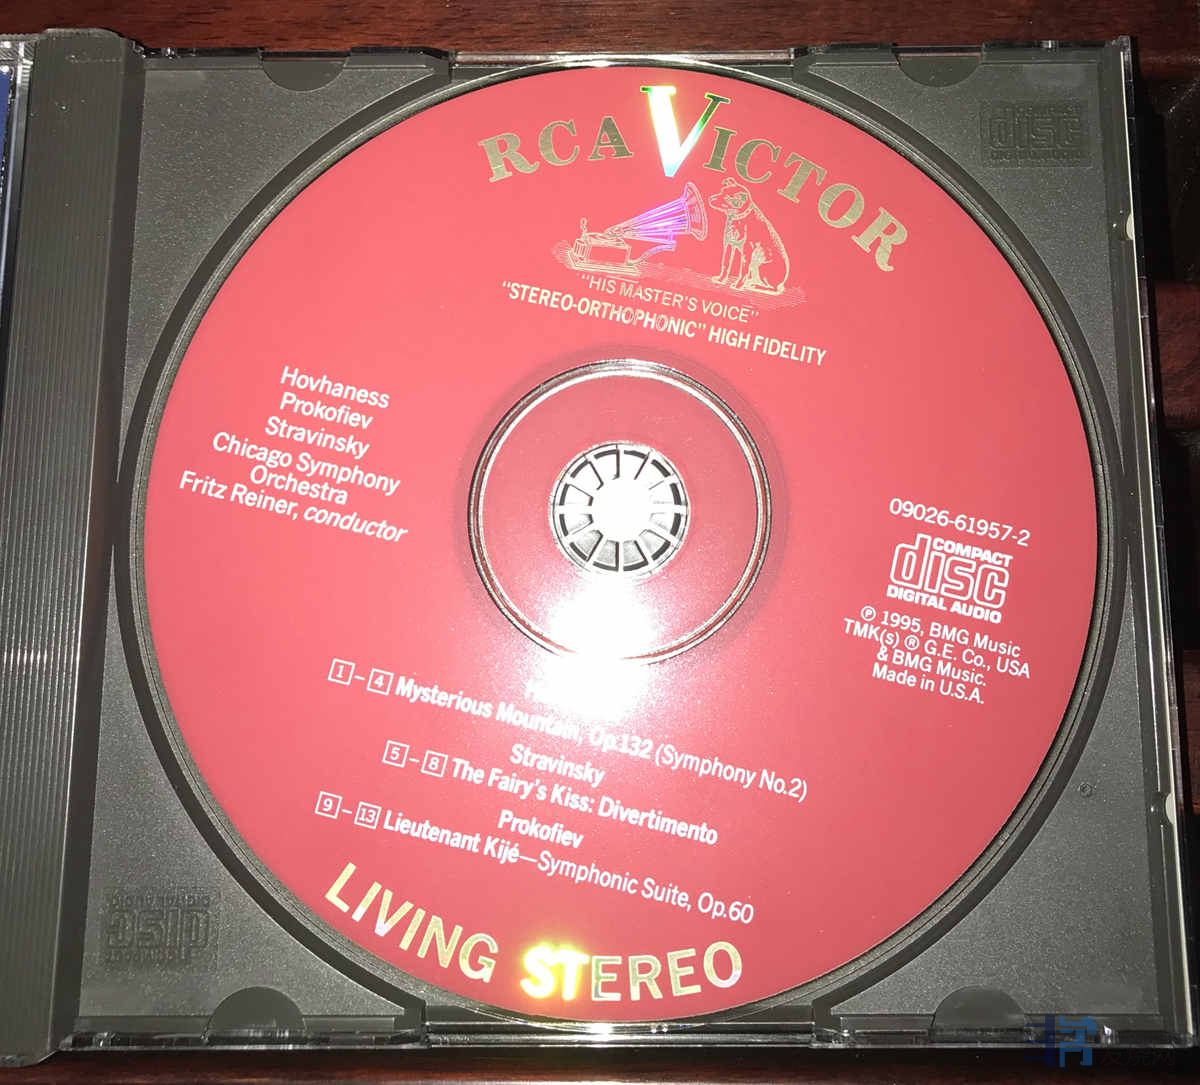 RCA VICTOR
"HIS MASTER'S VOICE"
"STEREO-ORTHOPHONIC" HIGH FIDELITY
Hovhaness
Prokofiev
Stravinsky
Chicago Symphony
Orchestra
Fritz Reiner, conductor
09026-61957-2
COMPACT
disc
DIGITAL AUDIO
℗ 1995, BMG Music
TMK(s) ® G.E. Co., USA
& BMG Music.
Made in U.S.A.
1–4 Mysterious Mountain, Op.132 (Symphony No.2)
Stravinsky
5–8 The Fairy's Kiss: Divertimento
Prokofiev
9–13 Lieutenant Kijé—Symphonic Suite, Op.60
LIVING STEREO
disc
disc